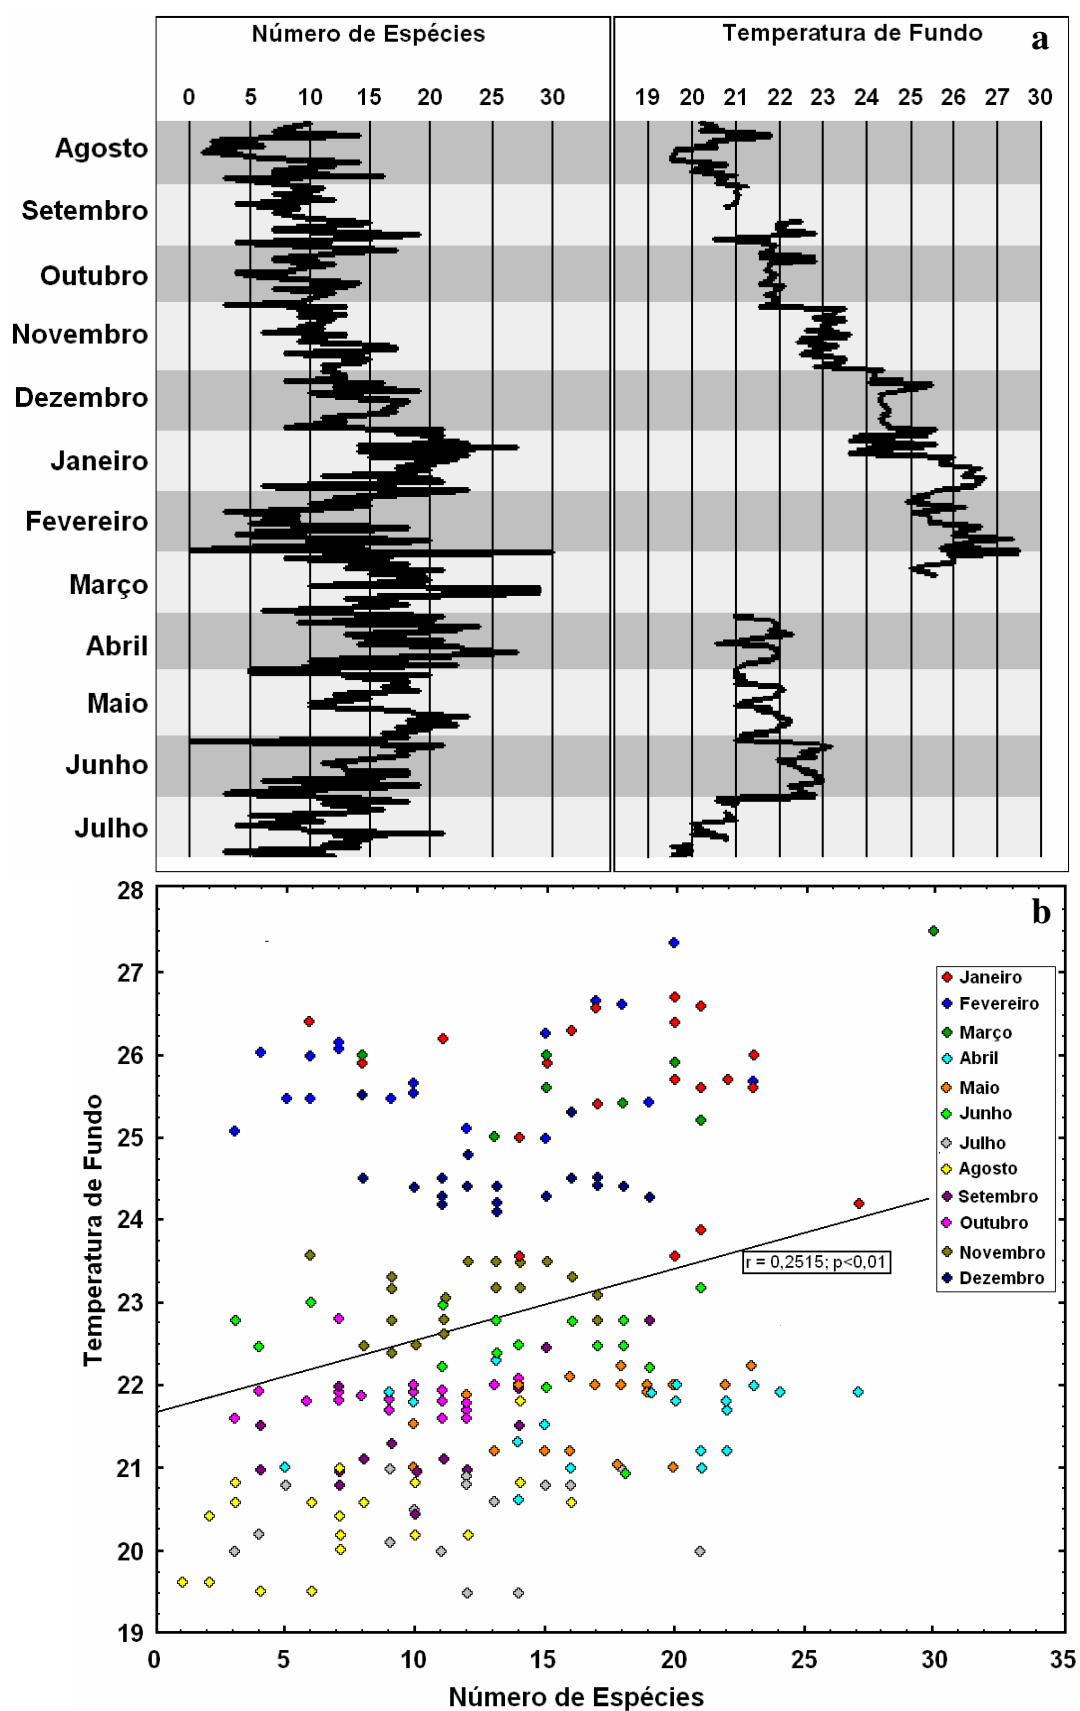 Número de Espécies Temperatura de Fundo a
0 5 10 15 20 25 30 19 20 21 22 23 24 25 26 27 30
Agosto
Setembro
Outubro
Novembro
Dezembro
Janeiro
Fevereiro
Março
Abril
Maio
Junho
Julho
b
28
27
26
25
24
23
22
21
20
19
Temperatura de Fundo
Janeiro
Fevereiro
Março
Abril
Maio
Junho
Julho
Agosto
Setembro
Outubro
Novembro
Dezembro
r = 0,2515; p<0,01
0 5 10 15 20 25 30 35
Número de Espécies